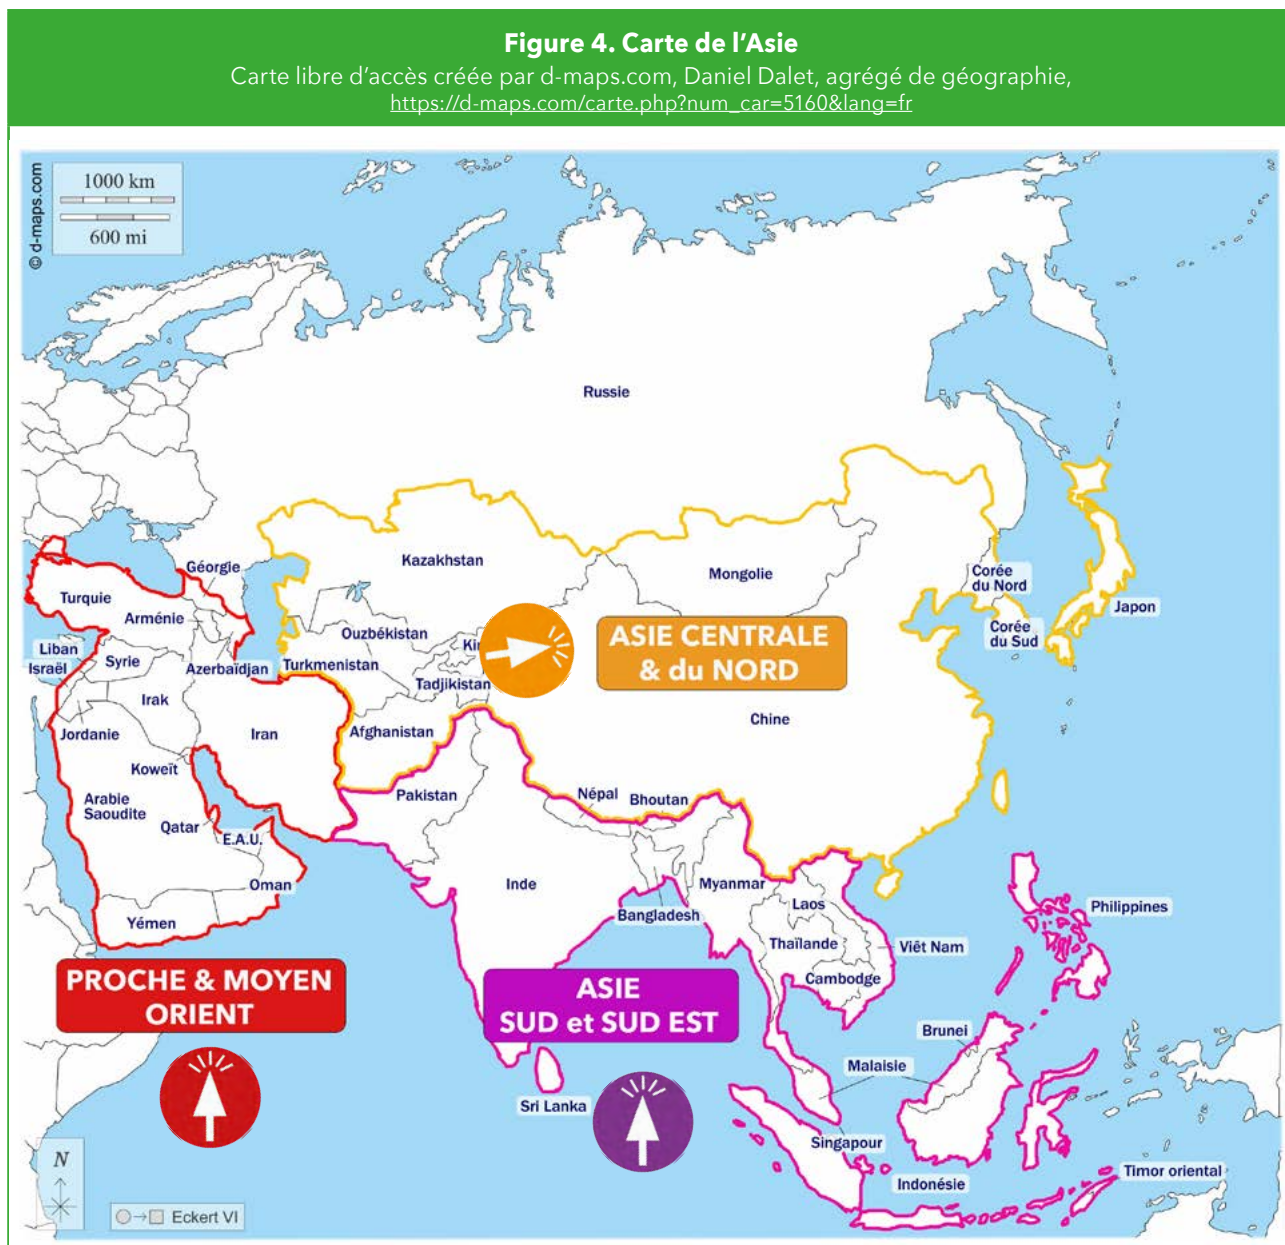 Figure 4. Carte de l’Asie
Carte libre d’accès créée par d-maps.com, Daniel Dalet, agrégé de géographie,
https://d-maps.com/carte.php?num_car=5160&lang=fr
© d-maps.com
1000 km
600 mi
Russie
Kazakhstan
Mongolie
Géorgie
Corée
du Nord
Turquie
Japon
Arménie
Corée
du Sud
Ouzbékistan
ASIE CENTRALE
& du NORD
Liban
Israël
Syrie
Azerbaïdjan
Turkmenistan
Tadjikistan
Irak
Chine
Jordanie
Iran
Afghanistan
Koweït
Pakistan
Népal
Bhoutan
Arabie
Saoudite
Qatar
E.A.U.
Oman
Inde
Myanmar
Laos
Philippines
Bangladesh
Yémen
Thaïlande
Viêt Nam
Cambodge
PROCHE & MOYEN
ORIENT
ASIE
SUD et SUD EST
Brunei
Malaisie
Sri Lanka
Singapour
Indonésie
Timor oriental
N
Eckert VI